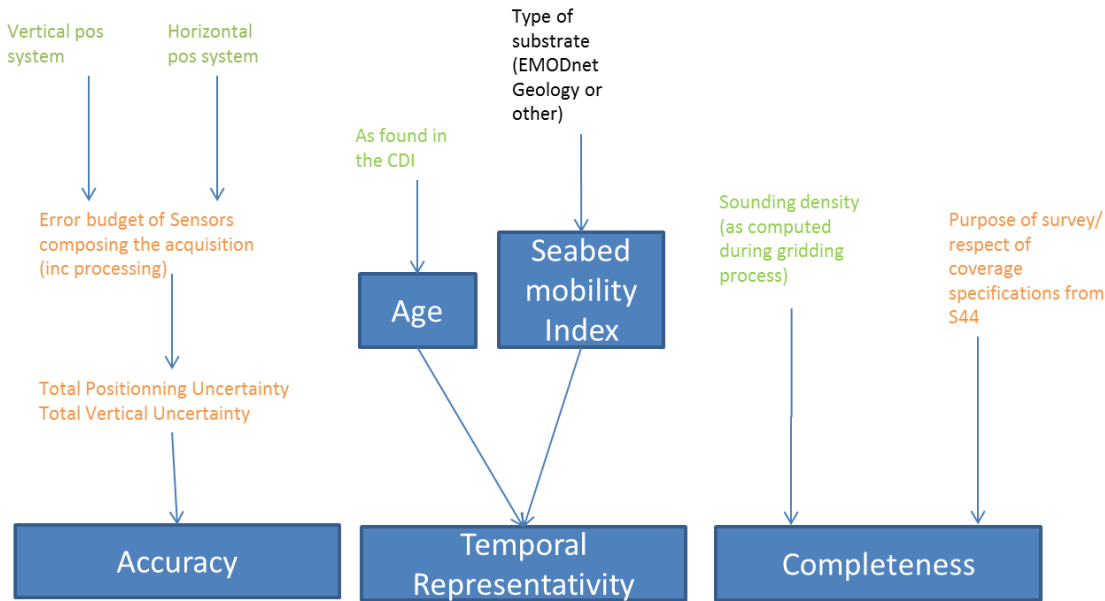 Vertical pos
system
Horizontal
pos system
Type of
substrate
(EMODnet
Geology or
other)
As found in
the CDI
Error budget of Sensors
composing the acquisition
(inc processing)
Sounding density
(as computed
during gridding
process)
Purpose of survey/
respect of
coverage
specifications from
S44
Age
Seabed
mobility
Index
Total Positionning Uncertainty
Total Vertical Uncertainty
Accuracy
Temporal
Representativity
Completeness